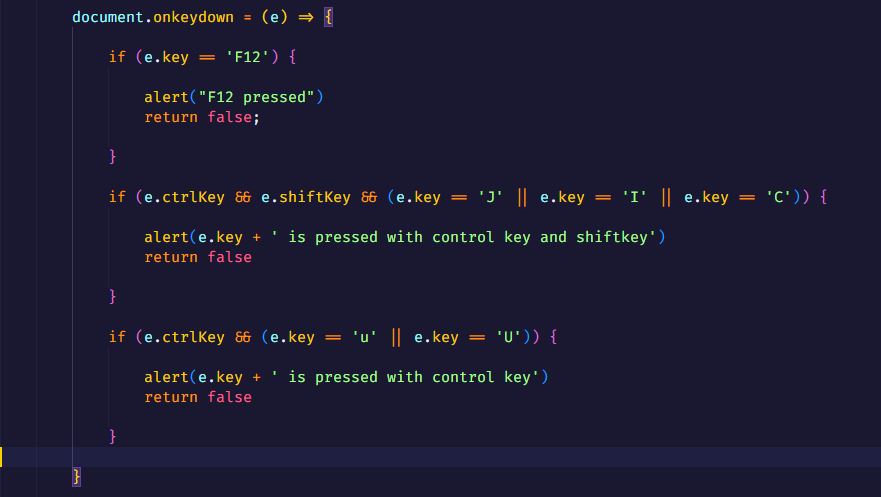 document.onkeydown = (e) => {
if (e.key == 'F12') {
alert("F12 pressed")
return false;
}
if (e.ctrlKey && e.shiftKey && (e.key == 'J' || e.key == 'I' || e.key == 'C')) {
alert(e.key + ' is pressed with control key and shiftkey')
return false
}
if (e.ctrlKey && (e.key == 'u' || e.key == 'U')) {
alert(e.key + ' is pressed with control key')
return false
}
}